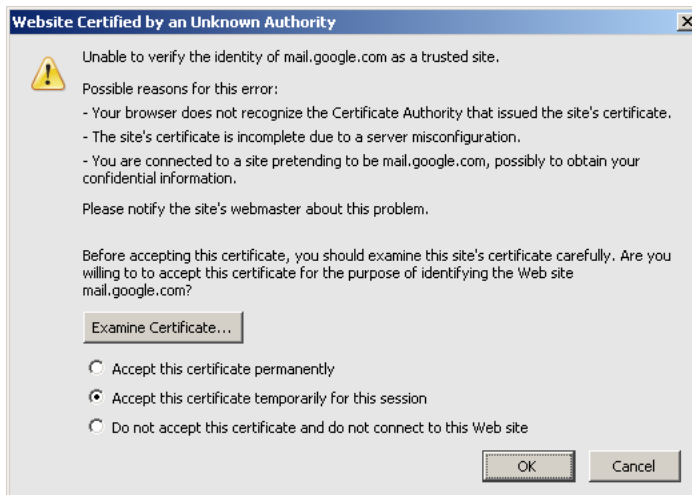 Website Certified by an Unknown Authority
Unable to verify the identity of mail.google.com as a trusted site.
Possible reasons for this error:
- Your browser does not recognize the Certificate Authority that issued the site's certificate.
- The site's certificate is incomplete due to a server misconfiguration.
- You are connected to a site pretending to be mail.google.com, possibly to obtain your
confidential information.
Please notify the site's webmaster about this problem.
Before accepting this certificate, you should examine this site's certificate carefully. Are you
willing to to accept this certificate for the purpose of identifying the Web site
mail.google.com?
Examine Certificate...
Accept this certificate permanently
Accept this certificate temporarily for this session
Do not accept this certificate and do not connect to this Web site
OK Cancel